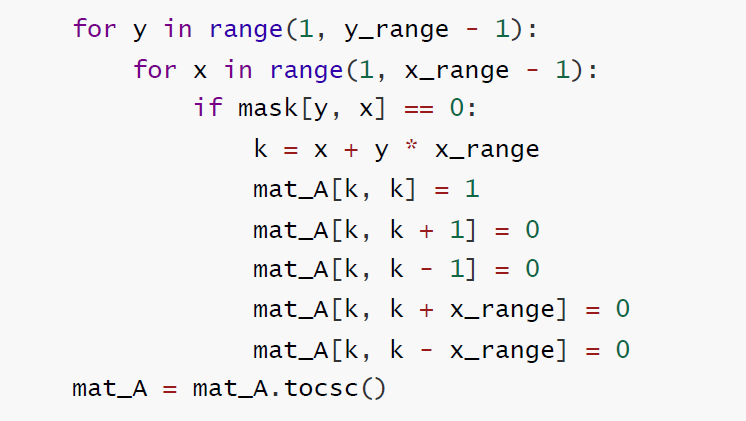 for y in range(1, y_range - 1):
    for x in range(1, x_range - 1):
        if mask[y, x] == 0:
            k = x + y * x_range
            mat_A[k, k] = 1
            mat_A[k, k + 1] = 0
            mat_A[k, k - 1] = 0
            mat_A[k, k + x_range] = 0
            mat_A[k, k - x_range] = 0
mat_A = mat_A.tocsc()